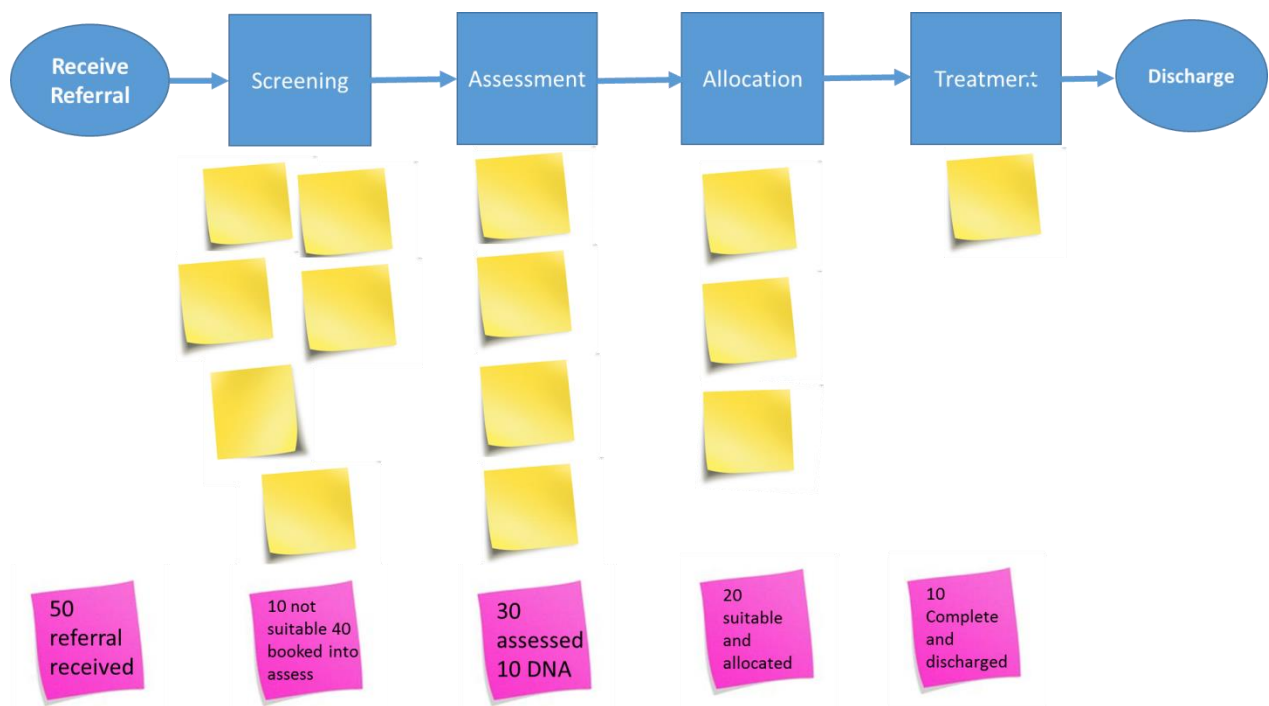 Receive
Referral
Screening
Assessment
Allocation
Treatment
Discharge
50
referral
received
10 not
suitable 40
booked into
assess
30
assessed
10 DNA
20
suitable
and
allocated
10
Complete
and
discharged